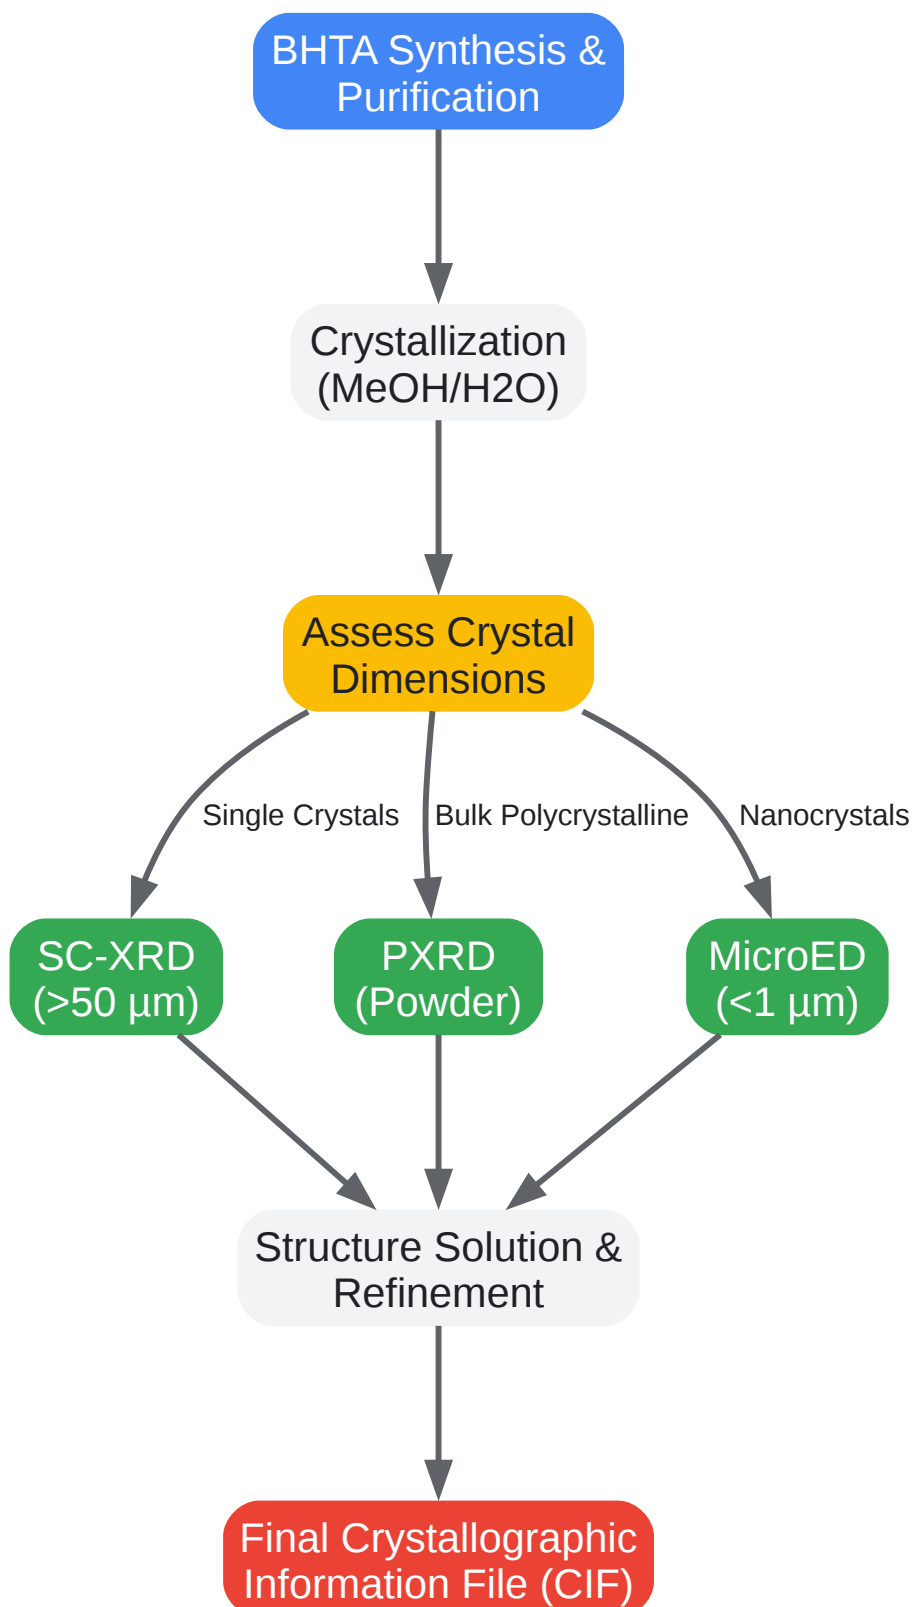 BHTA Synthesis &
Purification
Crystallization
(MeOH/H2O)
Assess Crystal
Dimensions
Single Crystals
Bulk Polycrystalline
Nanocrystals
SC-XRD
(>50 µm)
PXRD
(Powder)
MicroED
(<1 µm)
Structure Solution &
Refinement
Final Crystallographic
Information File (CIF)